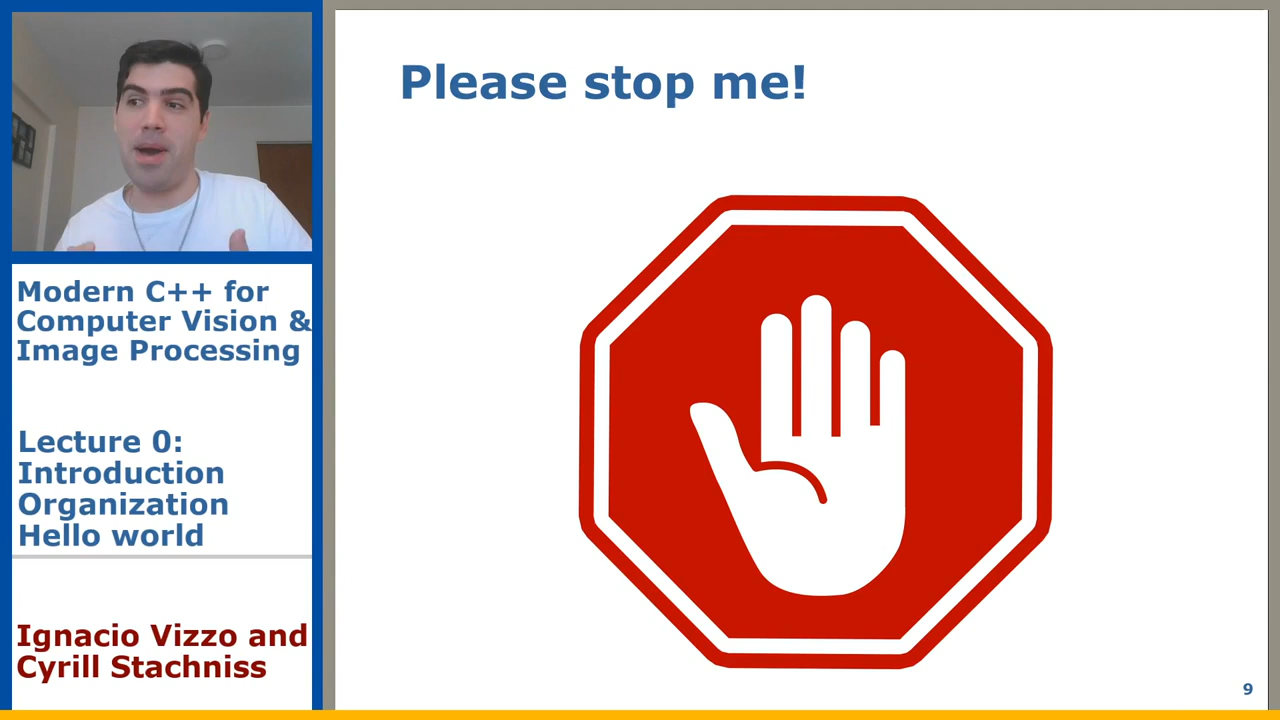 Please stop me!
Modern C++ for
Computer Vision &
Image Processing
Lecture 0:
Introduction
Organization
Hello world
Ignacio Vizzo and
Cyrill Stachniss
9